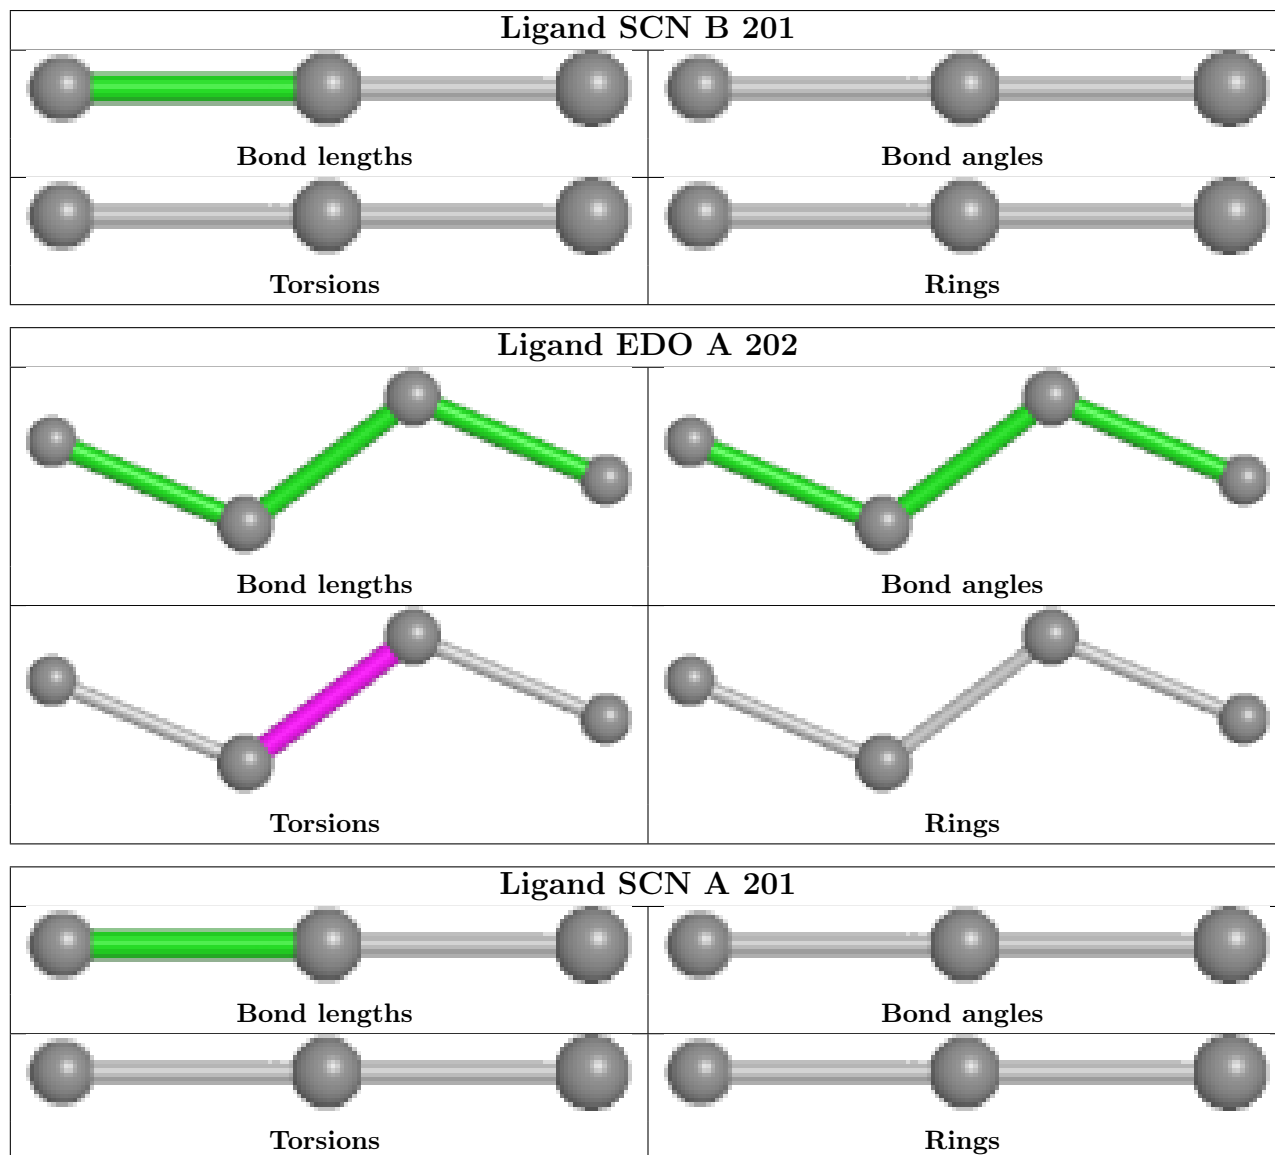 Ligand SCN B 201
Bond lengths
Bond angles
Torsions
Rings
Ligand EDO A 202
Bond lengths
Bond angles
Torsions
Rings
Ligand SCN A 201
Bond lengths
Bond angles
Torsions
Rings